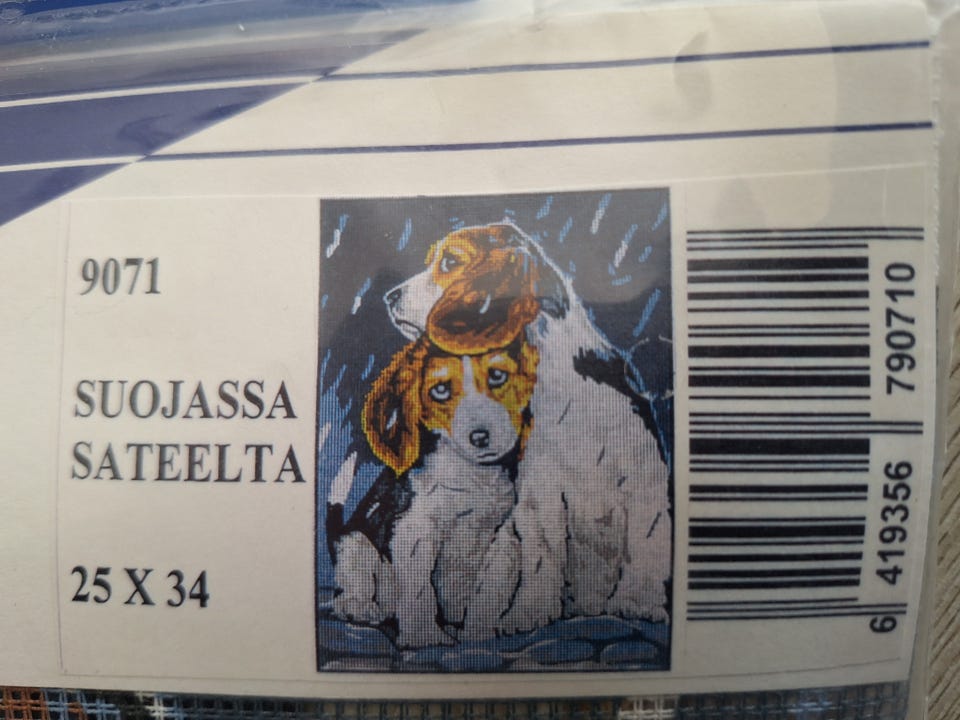 9071
SUOJASSA
SATEELTA
25 X 34
6 419356 790710